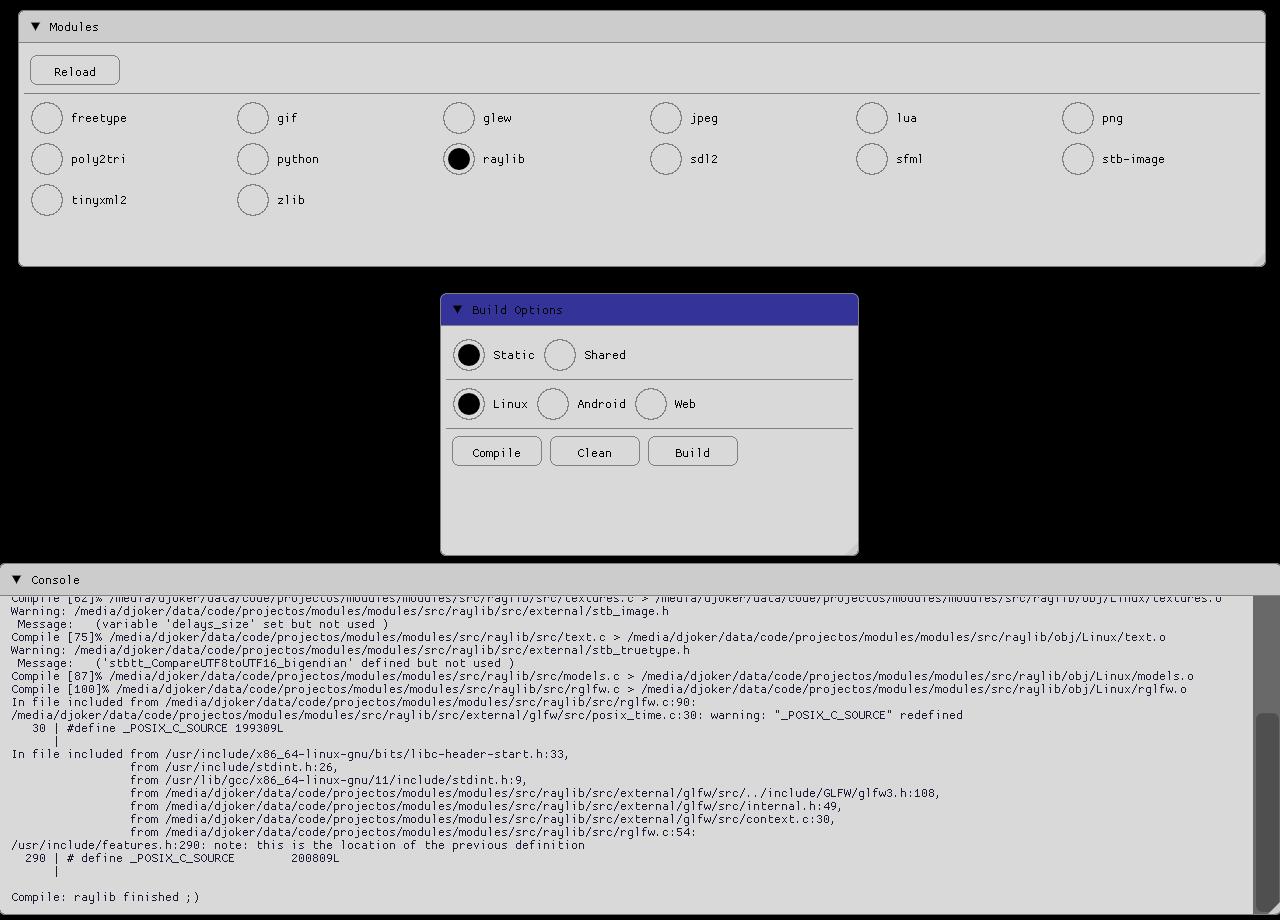 Modules
Reload
freetype gif glew jpeg lua png
poly2tri python raylib sdl2 sfml stb-image
tinyxml2 zlib
Build Options
Static Shared
Linux Android Web
Compile Clean Build
Console
Compile [62]% /media/djoker/data/code/projectos/modules/modules/src/raylib/src/textures.c > /media/djoker/data/code/projectos/modules/modules/src/raylib/obj/Linux/textures.o
Warning: /media/djoker/data/code/projectos/modules/modules/src/raylib/src/external/stb_image.h
Message:   (variable 'delays_size' set but not used )
Compile [75]% /media/djoker/data/code/projectos/modules/modules/src/raylib/src/text.c > /media/djoker/data/code/projectos/modules/modules/src/raylib/obj/Linux/text.o
Warning: /media/djoker/data/code/projectos/modules/modules/src/raylib/src/external/stb_truetype.h
Message:   ('stbtt_CompareUTF8toUTF16_bigendian' defined but not used )
Compile [87]% /media/djoker/data/code/projectos/modules/modules/src/raylib/src/models.c > /media/djoker/data/code/projectos/modules/modules/src/raylib/obj/Linux/models.o
Compile [100]% /media/djoker/data/code/projectos/modules/modules/src/raylib/src/rglfw.c > /media/djoker/data/code/projectos/modules/modules/src/raylib/obj/Linux/rglfw.o
In file included from /media/djoker/data/code/projectos/modules/modules/src/raylib/src/rglfw.c:90:
/media/djoker/data/code/projectos/modules/modules/src/raylib/src/external/glfw/src/posix_time.c:30: warning: "_POSIX_C_SOURCE" redefined
30 | #define _POSIX_C_SOURCE 199309L
|
In file included from /usr/include/x86_64-linux-gnu/bits/libc-header-start.h:33,
from /usr/include/stdint.h:26,
from /usr/lib/gcc/x86_64-linux-gnu/11/include/stdint.h:9,
from /media/djoker/data/code/projectos/modules/modules/src/raylib/src/external/glfw/src/../include/GLFW/glfw3.h:108,
from /media/djoker/data/code/projectos/modules/modules/src/raylib/src/external/glfw/src/internal.h:49,
from /media/djoker/data/code/projectos/modules/modules/src/raylib/src/external/glfw/src/context.c:30,
from /media/djoker/data/code/projectos/modules/modules/src/raylib/src/rglfw.c:54:
/usr/include/features.h:290: note: this is the location of the previous definition
290 | # define _POSIX_C_SOURCE        200809L
|
Compile: raylib finished ;)